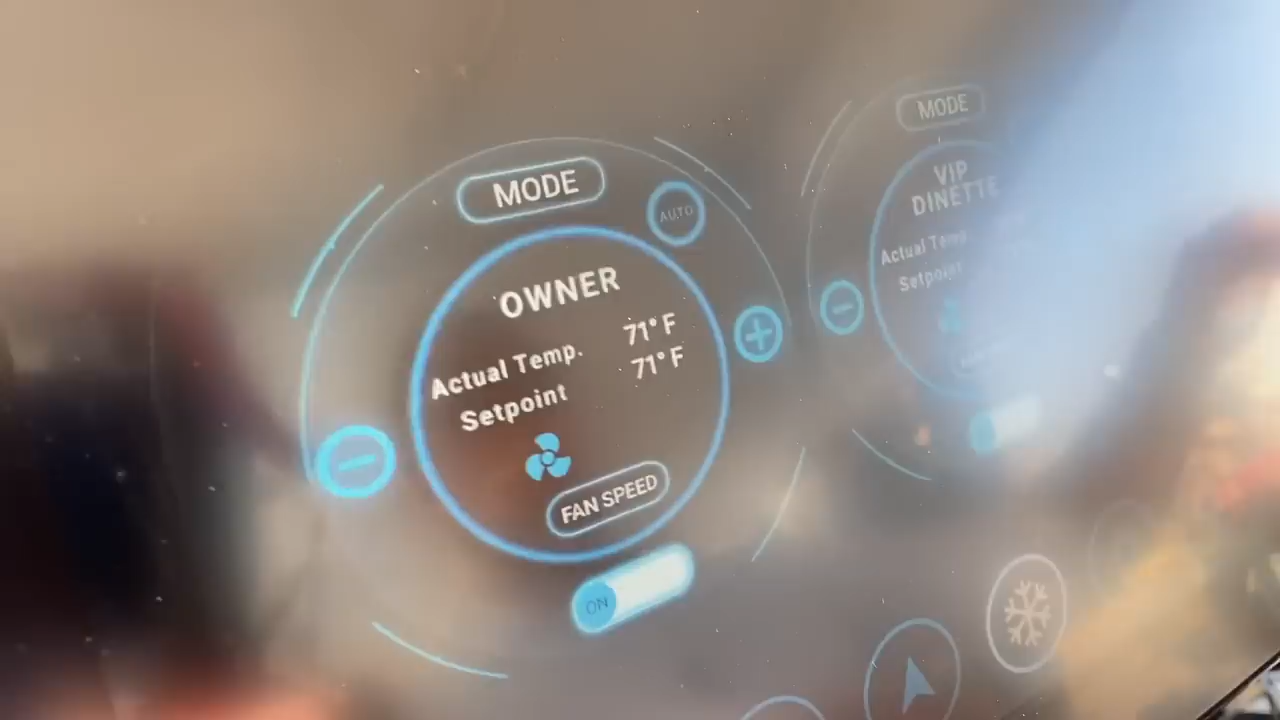 MODE
AUTO
OWNER
Actual Temp. 71°F
Setpoint 71°F
FAN SPEED
ON
MODE
VIP
DINETTE
Actual Temp
Setpoint